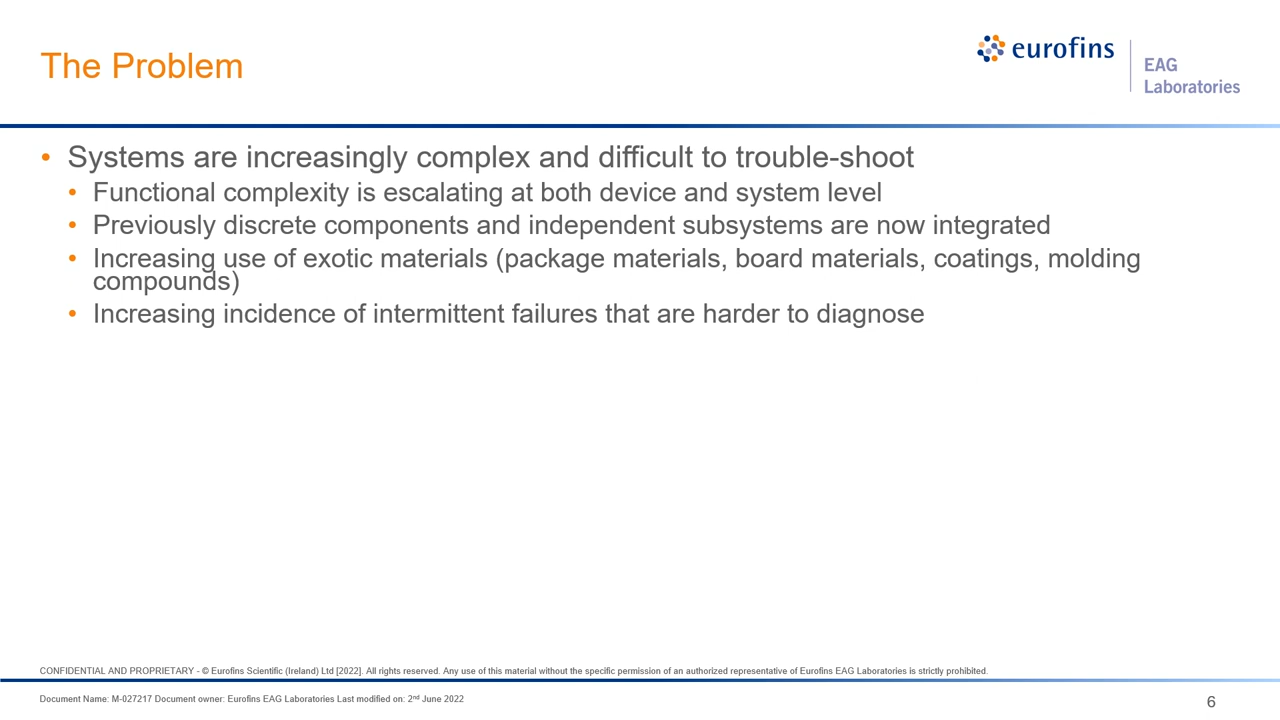 The Problem
eurofins
EAG
Laboratories
• Systems are increasingly complex and difficult to trouble-shoot
• Functional complexity is escalating at both device and system level
• Previously discrete components and independent subsystems are now integrated
• Increasing use of exotic materials (package materials, board materials, coatings, molding
compounds)
• Increasing incidence of intermittent failures that are harder to diagnose
CONFIDENTIAL AND PROPRIETARY - © Eurofins Scientific (Ireland) Ltd [2022]. All rights reserved. Any use of this material without the specific permission of an authorized representative of Eurofins EAG Laboratories is strictly prohibited.
Document Name: M-027217 Document owner: Eurofins EAG Laboratories Last modified on: 2nd June 2022
6